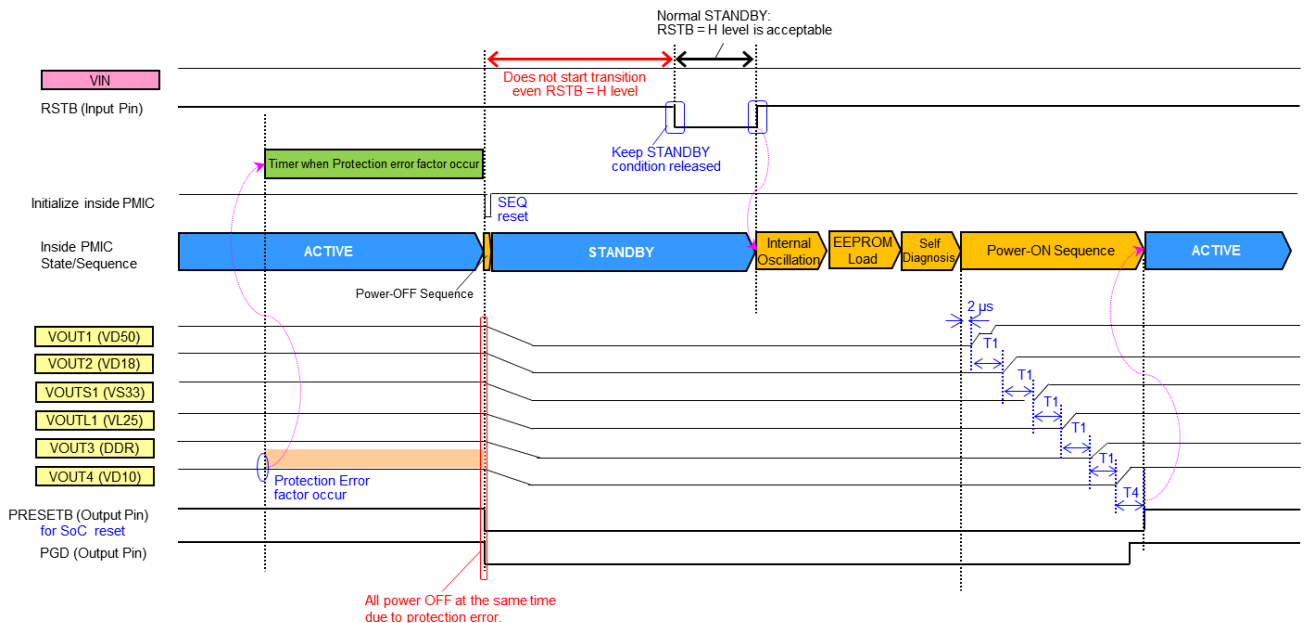 Normal STANDBY:
RSTB = H level is acceptable
VIN
Does not start transition
even RSTB = H level
RSTB (Input Pin)
Keep STANDBY
condition released
Timer when Protection error factor occur
Initialize inside PMIC
SEQ
reset
Inside PMIC
State/Sequence
ACTIVE
STANDBY
Internal
Oscillation
EEPROM
Load
Self
Diagnosis
Power-ON Sequence
ACTIVE
Power-OFF Sequence
2 µs
VOUT1 (VD50)
T1
VOUT2 (VD18)
T1
VOUTS1 (VS33)
T1
VOUTL1 (VL25)
T1
VOUT3 (DDR)
T1
VOUT4 (VD10)
Protection Error
factor occur
T4
PRESETB (Output Pin)
for SoC reset
PGD (Output Pin)
All power OFF at the same time
due to protection error.